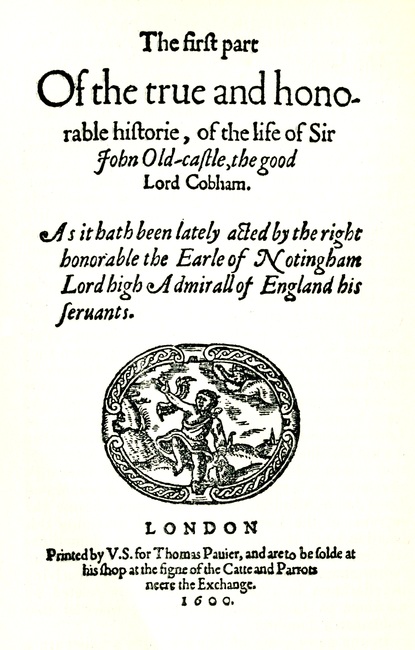 The firſt part
Of the true and hono-
rable hiſtorie, of the life of Sir
John Old-caſtle, the good
Lord Cobham.
As it hath been lately acted by the right
honorable the Earle of Notingham
Lord high Admirall of England his
ſeruants.
LONDON
Printed by V.S. for Thomas Pauier, and are to be ſolde at
his ſhop at the ſigne of the Catte and Parrots
neere the Exchange.
1600.